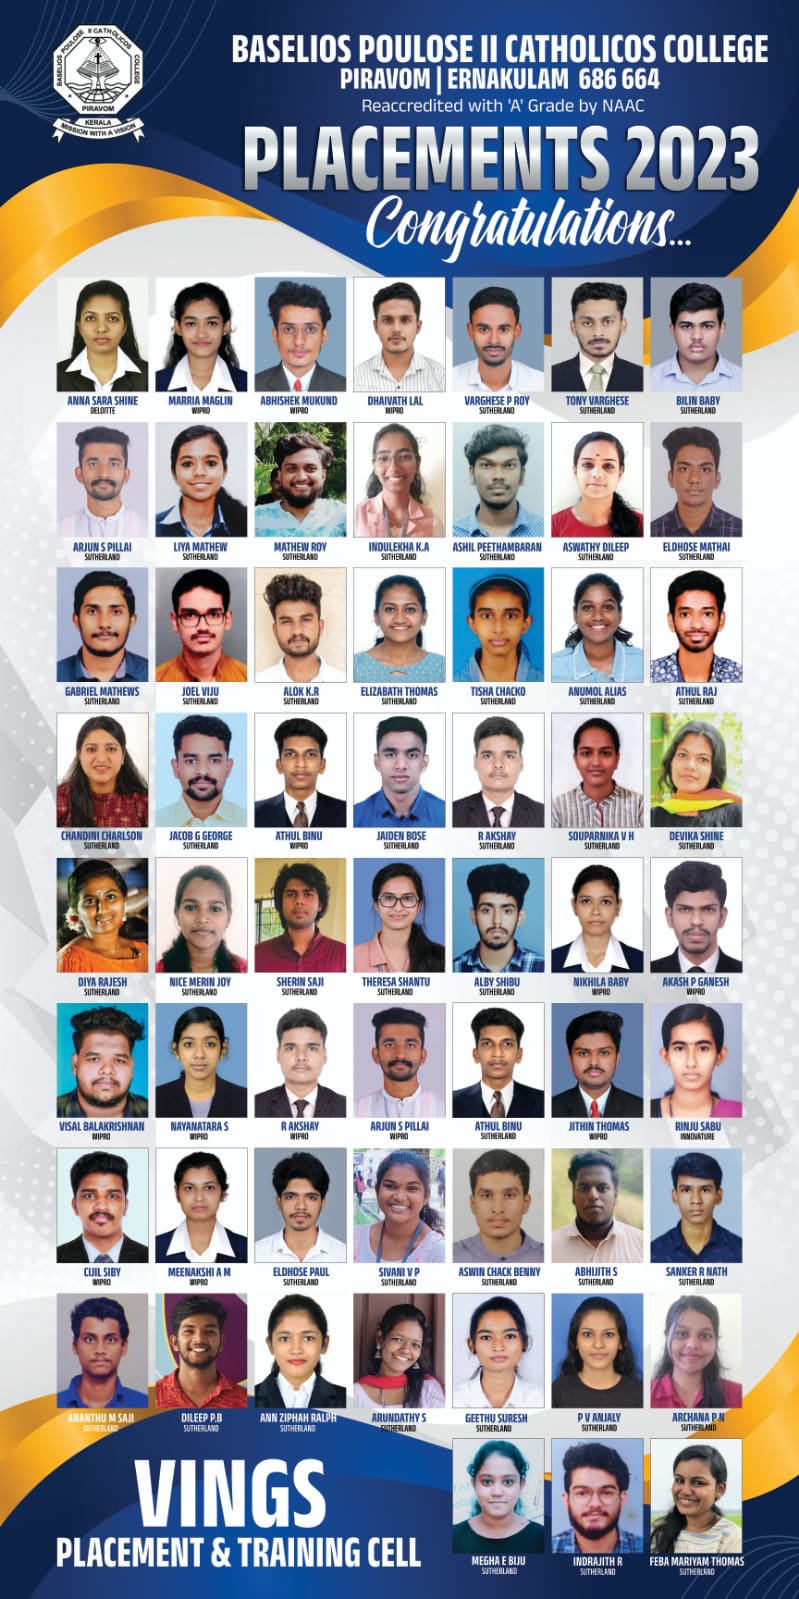 BASELIOS POULOSE II CATHOLICOS COLLEGE
PIRAVOM
KERALA
MISSION WITH A VISION
BASELIOS POULOSE II CATHOLICOS COLLEGE
PIRAVOM | ERNAKULAM 686 664
Reaccredited with 'A' Grade by NAAC
PLACEMENTS 2023
Congratulations...
ANNA SARA SHINE
DELOITTE
MARRIA MAGLIN
WIPRO
ABHISHEK MUKUND
WIPRO
DHAIVATH LAL
WIPRO
VARGHESE P ROY
SUTHERLAND
TONY VARGHESE
SUTHERLAND
BILIN BABY
SUTHERLAND
ARJUN S PILLAI
SUTHERLAND
LIYA MATHEW
SUTHERLAND
MATHEW ROY
SUTHERLAND
INDULEKHA K.A
SUTHERLAND
ASHIL PEETHAMBARAN
SUTHERLAND
ASWATHY DILEEP
SUTHERLAND
ELDHOSE MATHAI
SUTHERLAND
GABRIEL MATHEWS
SUTHERLAND
JOEL VIJU
SUTHERLAND
ALOK K.R
SUTHERLAND
ELIZABATH THOMAS
SUTHERLAND
TISHA CHACKO
SUTHERLAND
ANUMOL ALIAS
SUTHERLAND
ATHUL RAJ
SUTHERLAND
CHANDINI CHARLSON
SUTHERLAND
JACOB G GEORGE
SUTHERLAND
ATHUL BINU
WIPRO
JAIDEN BOSE
SUTHERLAND
R AKSHAY
SUTHERLAND
SOUPARNIKA V H
SUTHERLAND
DEVIKA SHINE
SUTHERLAND
DIYA RAJESH
SUTHERLAND
NICE MERIN JOY
SUTHERLAND
SHERIN SAJI
SUTHERLAND
THERESA SHANTU
SUTHERLAND
ALBY SHIBU
SUTHERLAND
NIKHILA BABY
WIPRO
AKASH P GANESH
WIPRO
VISAL BALAKRISHNAN
WIPRO
NAYANATARA S
WIPRO
R AKSHAY
WIPRO
ARJUN S PILLAI
WIPRO
ATHUL BINU
SUTHERLAND
JITHIN THOMAS
WIPRO
RINJU SABU
INNOVATURE
CIJIL SIBY
WIPRO
MEENAKSHI A M
WIPRO
ELDHOSE PAUL
SUTHERLAND
SIVANI V P
SUTHERLAND
ASWIN CHACK BENNY
SUTHERLAND
ABHIJITH S
SUTHERLAND
SANKER R NATH
SUTHERLAND
ANANTHU M SAJI
SUTHERLAND
DILEEP P.B
SUTHERLAND
ANN ZIPHAH RALPH
SUTHERLAND
ARUNDATHY S
SUTHERLAND
GEETHU SURESH
SUTHERLAND
P V ANJALY
SUTHERLAND
ARCHANA P N
SUTHERLAND
MEGHA E BIJU
SUTHERLAND
INDRAJITH R
SUTHERLAND
FEBA MARIYAM THOMAS
SUTHERLAND
VINGS
PLACEMENT & TRAINING CELL